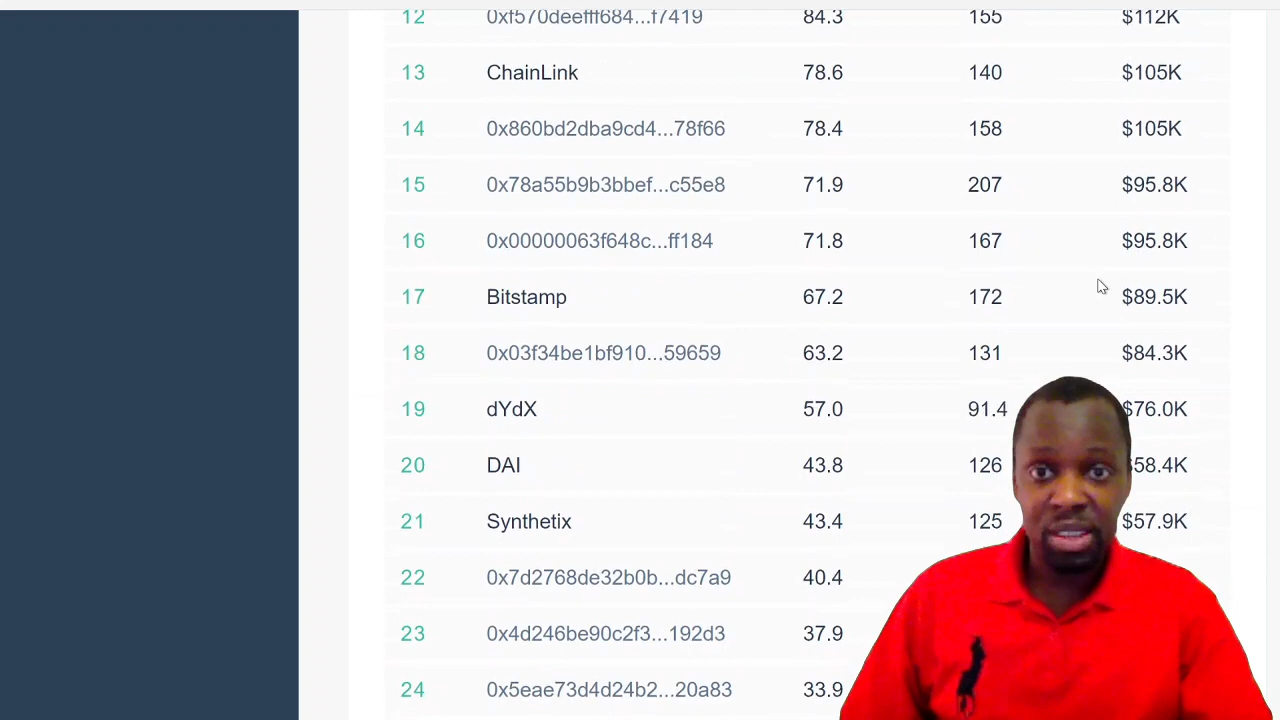 12 0xf570deefff684...f7419 84.3 155 $112K
13 ChainLink 78.6 140 $105K
14 0x860bd2dba9cd4...78f66 78.4 158 $105K
15 0x78a55b9b3bbef...c55e8 71.9 207 $95.8K
16 0x00000063f648c...ff184 71.8 167 $95.8K
17 Bitstamp 67.2 172 $89.5K
18 0x03f34be1bf910...59659 63.2 131 $84.3K
19 dYdX 57.0 91.4 $76.0K
20 DAI 43.8 126 $58.4K
21 Synthetix 43.4 125 $57.9K
22 0x7d2768de32b0b...dc7a9 40.4
23 0x4d246be90c2f3...192d3 37.9
24 0x5eae73d4d24b2...20a83 33.9